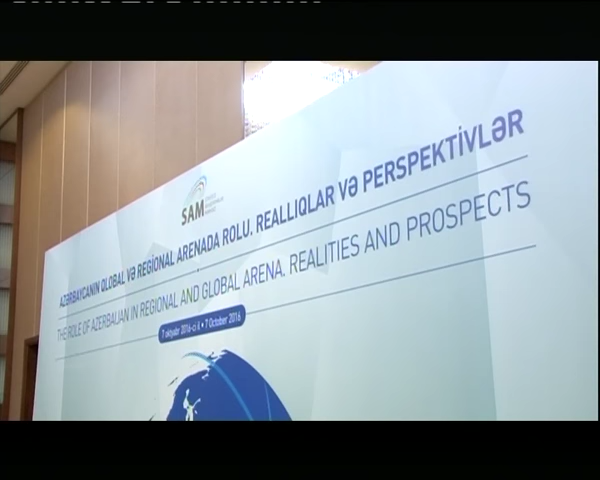 SAM
AZƏRBAYCANIN QLOBAL VƏ REGIONAL ARENADA ROLU. REALLIQLAR VƏ PERSPEKTİVLƏR
THE ROLE OF AZERBAIJAN IN REGIONAL AND GLOBAL ARENA. REALITIES AND PROSPECTS
7 oktyabr 2016-cı il • 7 October 2016